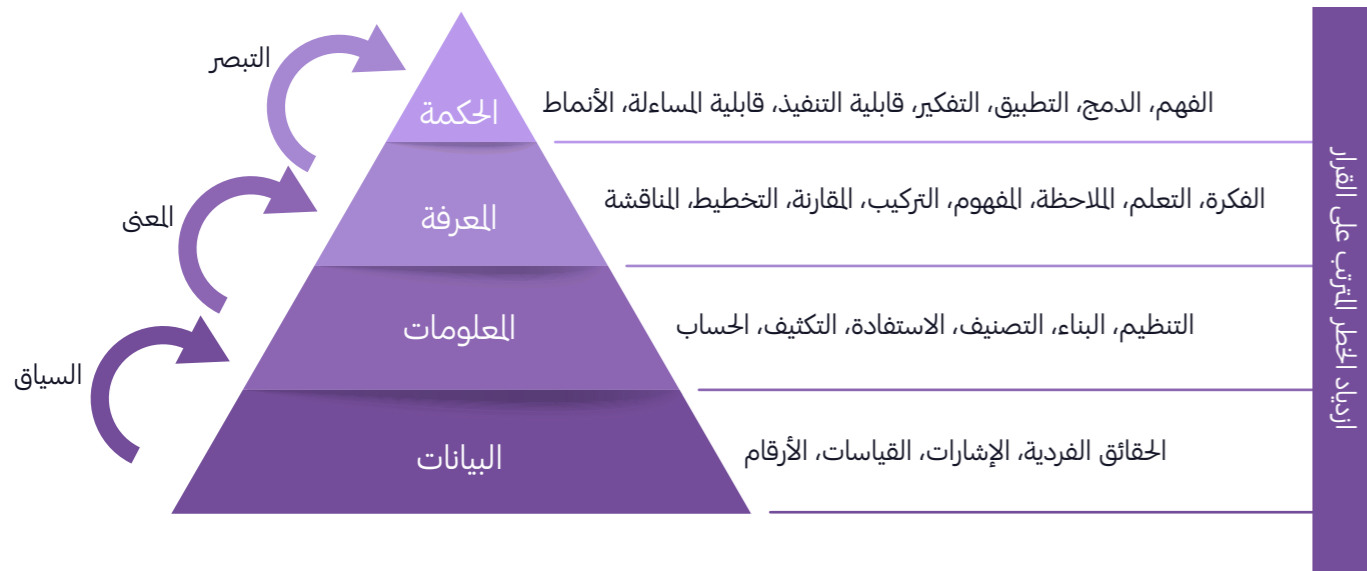 التبصر
الحكمة
الفهم، الدمج، التطبيق، التفكير، قابلية التنفيذ، قابلية المساءلة، الأنماط
المعنى
المعرفة
الفكرة، التعلم، الملاحظة، المفهوم، التركيب، المقارنة، التخطيط، المناقشة
السياق
المعلومات
التنظيم، البناء، التصنيف، الاستفادة، التكثيف، الحساب
البيانات
الحقائق الفردية، الإشارات، القياسات، الأرقام
ازدياد الخطر المترتب على القرار